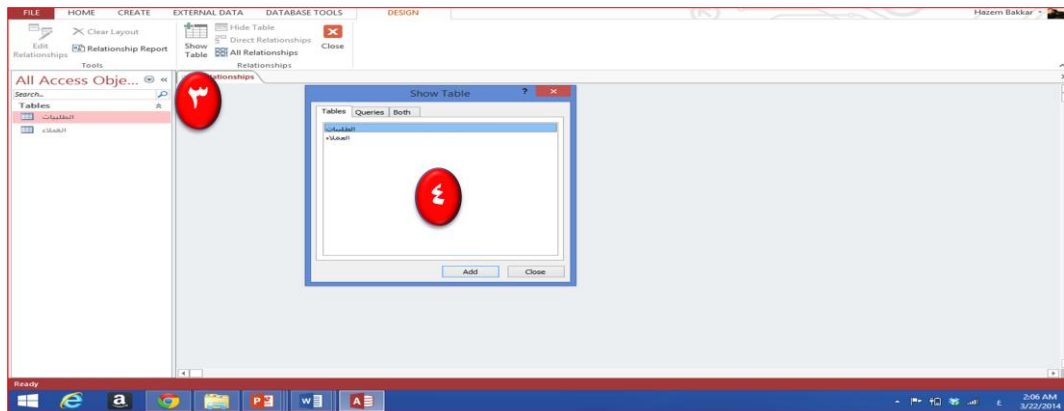 FILE HOME CREATE EXTERNAL DATA DATABASE TOOLS DESIGN Hazem Bakkar
Edit Relationships
Clear Layout
Relationship Report
Tools
Show Table
Hide Table
Direct Relationships
All Relationships
Close
Relationships
All Access Obje...
Search...
Tables
الطلبيات
العملاء
٣
Show Table
Tables Queries Both
الطلبيات
العملاء
٤
Add Close
Ready
2:06 AM
3/22/2014